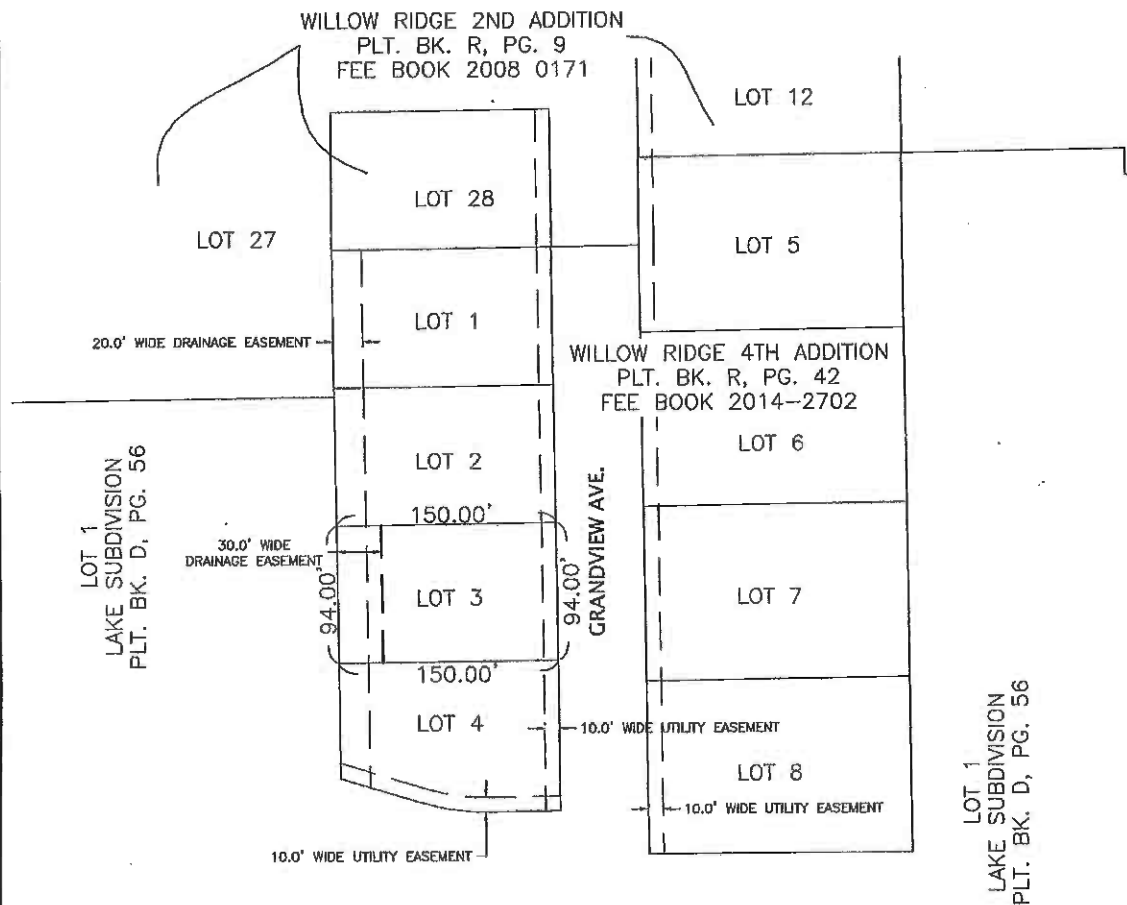 WILLOW RIDGE 2ND ADDITION
PLT. BK. R, PG. 9
FEE BOOK 2008 0171
LOT 12
LOT 28
LOT 27
LOT 5
LOT 1
20.0' WIDE DRAINAGE EASEMENT
WILLOW RIDGE 4TH ADDITION
PLT. BK. R, PG. 42
FEE BOOK 2014-2702
LOT 6
LOT 2
LOT 1
LAKE SUBDIVISION
PLT. BK. D, PG. 56
150.00'
30.0' WIDE
DRAINAGE EASEMENT
94.00'
LOT 3
94.00'
GRANDVIEW AVE.
LOT 7
150.00'
LOT 4
10.0' WIDE UTILITY EASEMENT
LOT 8
10.0' WIDE UTILITY EASEMENT
10.0' WIDE UTILITY EASEMENT
LOT 1
LAKE SUBDIVISION
PLT. BK. D, PG. 56